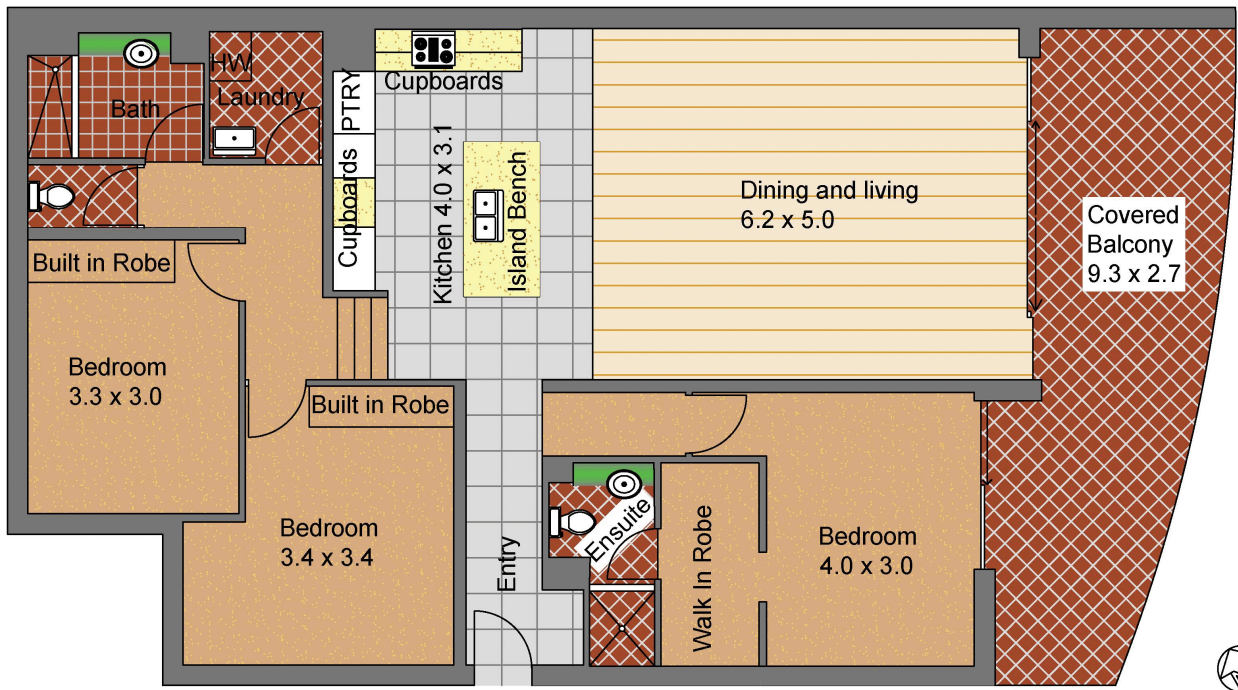 HW
Laundry
Bath
PTRY
Cupboards
Cupboards
Kitchen 4.0 x 3.1
Island Bench
Dining and living
6.2 x 5.0
Covered
Balcony
9.3 x 2.7
Built in Robe
Bedroom
3.3 x 3.0
Built in Robe
Bedroom
3.4 x 3.4
Entry
Ensuite
Walk In Robe
Bedroom
4.0 x 3.0